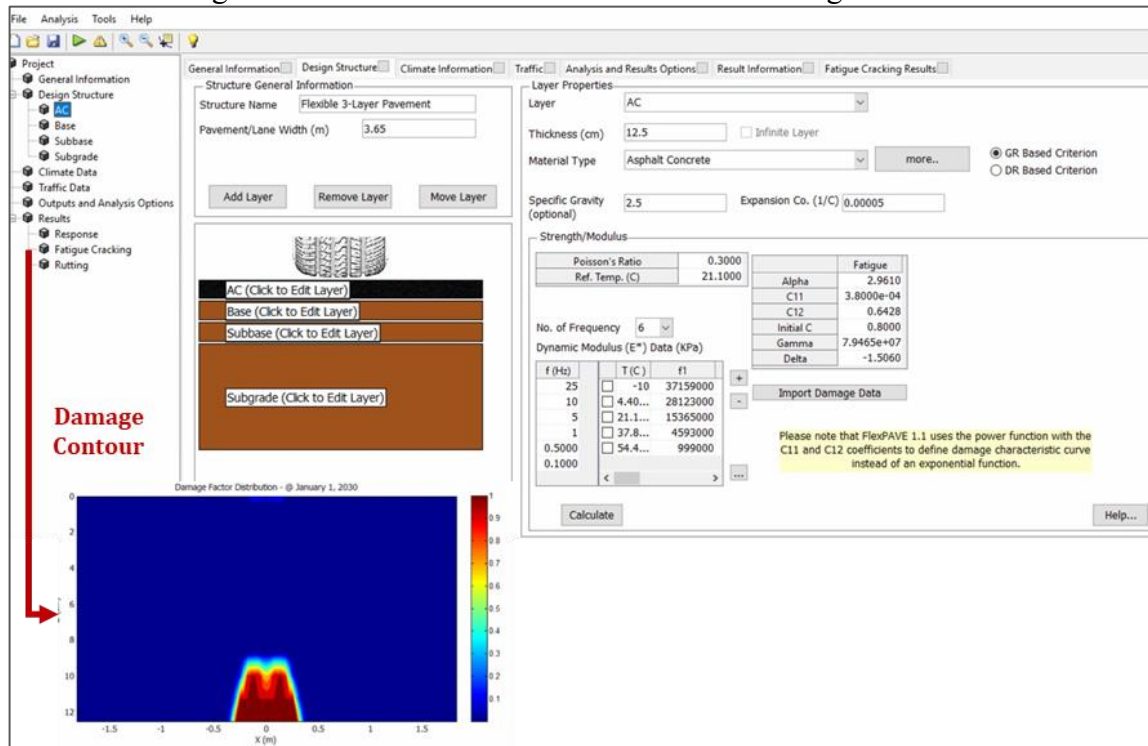 File Analysis Tools Help
Project
General Information
Design Structure
AC
Base
Subbase
Subgrade
Climate Data
Traffic Data
Outputs and Analysis Options
Results
Response
Fatigue Cracking
Rutting
General Information Design Structure Climate Information Traffic Analysis and Results Options Result Information Fatigue Cracking Results
Structure General Information
Structure Name Flexible 3-Layer Pavement
Pavement/Lane Width (m) 3.65
Add Layer Remove Layer Move Layer
AC (Click to Edit Layer)
Base (Click to Edit Layer)
Subbase (Click to Edit Layer)
Subgrade (Click to Edit Layer)
Layer Properties
Layer AC
Thickness (cm) 12.5 Infinite Layer
Material Type Asphalt Concrete more.. GR Based Criterion
DR Based Criterion
Specific Gravity (optional) 2.5 Expansion Co. (1/C) 0.00005
Strength/Modulus
Poisson's Ratio 0.3000
Ref. Temp. (C) 21.1000
Fatigue
Alpha 2.9610
C11 3.8000e-04
C12 0.6428
Initial C 0.8000
Gamma 7.9465e+07
Delta -1.5060
No. of Frequency 6
Dynamic Modulus (E*) Data (KPa)
f (Hz) T (C) f1
25 -10 37159000
10 4.40... 28123000
5 21.1... 15365000
1 37.8... 4593000
0.5000 54.4... 999000
0.1000
+
-
...
Import Damage Data
Please note that FlexPAVE 1.1 uses the power function with the
C11 and C12 coefficients to define damage characteristic curve
instead of an exponential function.
Calculate Help...
Damage
Contour
Damage Factor Distribution - @ January 1, 2030
0
2
4
6
8
10
12
-1.5 -1 -0.5 0 0.5 1 1.5
X (m)
1
0.9
0.8
0.7
0.6
0.5
0.4
0.3
0.2
0.1